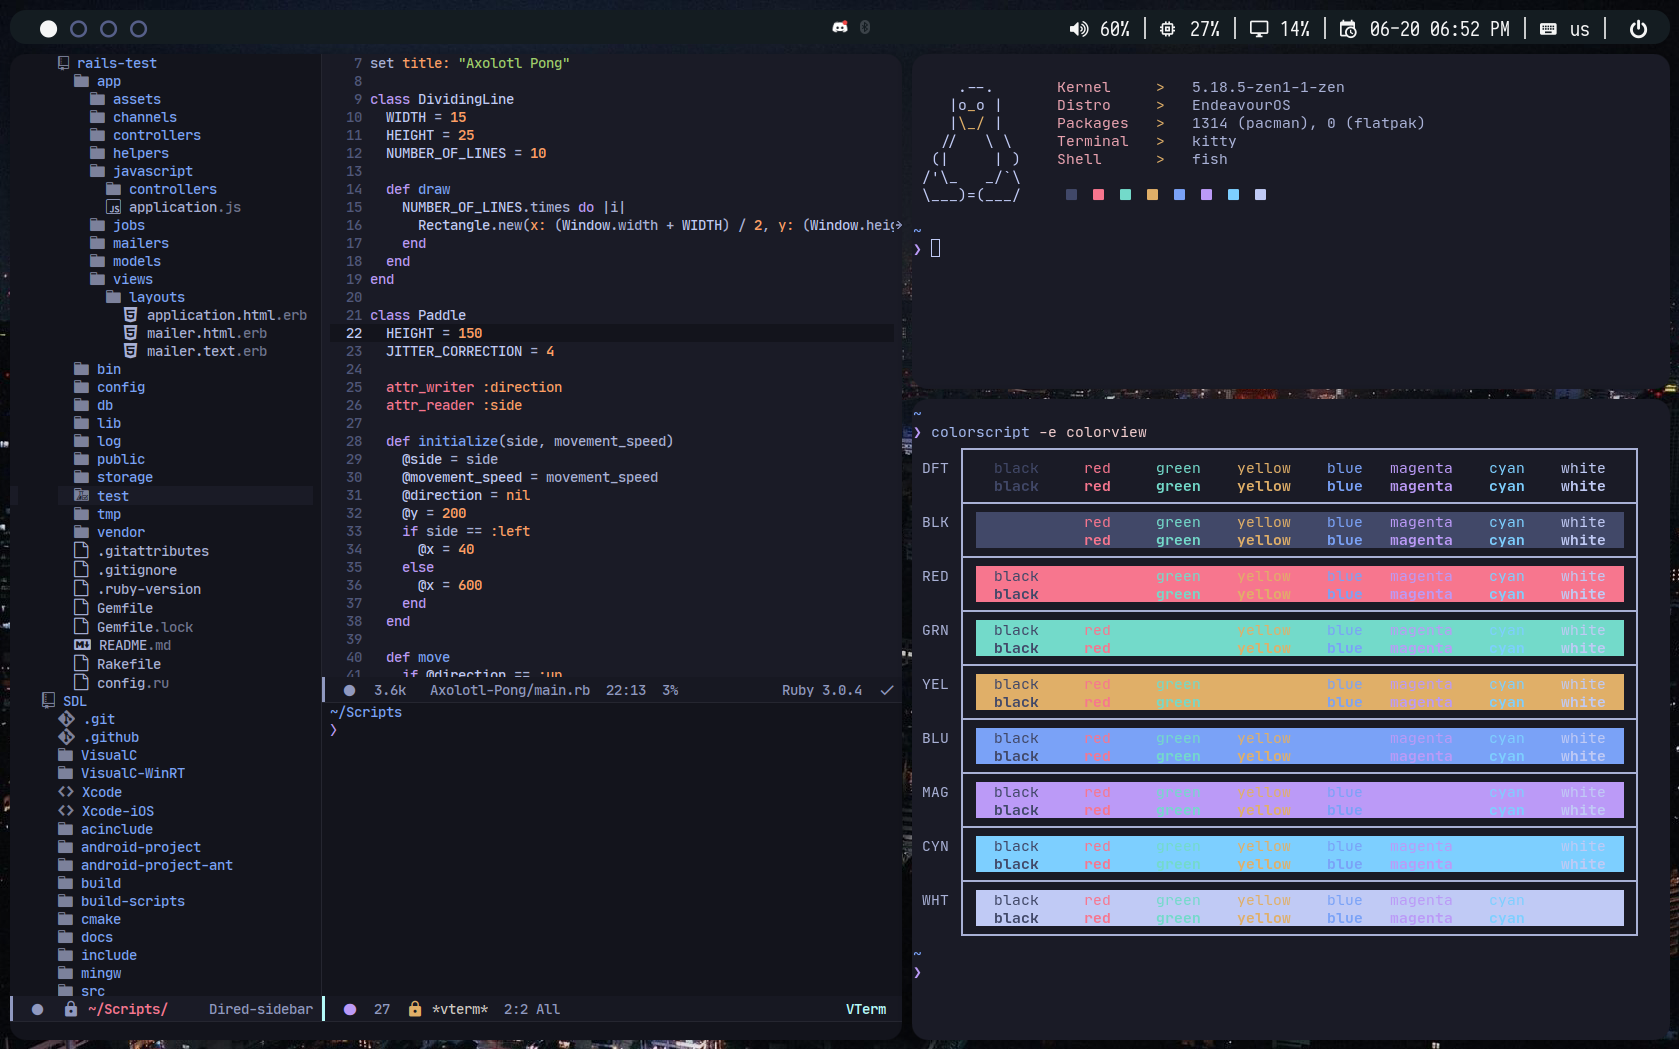 60% | 27% | 14% | 06-20 06:52 PM | us |
rails-test
app
assets
channels
controllers
helpers
javascript
controllers
application.js
jobs
mailers
models
views
layouts
application.html.erb
mailer.html.erb
mailer.text.erb
bin
config
db
lib
log
public
storage
test
tmp
vendor
.gitattributes
.gitignore
.ruby-version
Gemfile
Gemfile.lock
README.md
Rakefile
config.ru
SDL
.git
.github
VisualC
VisualC-WinRT
Xcode
Xcode-iOS
acinclude
android-project
android-project-ant
build
build-scripts
cmake
docs
include
mingw
src
~/Scripts/ Dired-sidebar
7 set title: "Axolotl Pong"
8
9 class DividingLine
10 WIDTH = 15
11 HEIGHT = 25
12 NUMBER_OF_LINES = 10
13
14 def draw
15 NUMBER_OF_LINES.times do |i|
16 Rectangle.new(x: (Window.width + WIDTH) / 2, y: (Window.heig
17 end
18 end
19 end
20
21 class Paddle
22 HEIGHT = 150
23 JITTER_CORRECTION = 4
24
25 attr_writer :direction
26 attr_reader :side
27
28 def initialize(side, movement_speed)
29 @side = side
30 @movement_speed = movement_speed
31 @direction = nil
32 @y = 200
33 if side == :left
34 @x = 40
35 else
36 @x = 600
37 end
38 end
39
40 def move
41 if @direction == :up
3.6k Axolotl-Pong/main.rb 22:13 3% Ruby 3.0.4 ✓
~/Scripts
❯
27 *vterm* 2:2 All VTerm
.--.
|o_o |
|\_/ |
// \ \
(| | )
/'\_ _/`\
\___)=(___/
Kernel > 5.18.5-zen1-1-zen
Distro > EndeavourOS
Packages > 1314 (pacman), 0 (flatpak)
Terminal > kitty
Shell > fish
~
❯
~
❯ colorscript -e colorview
DFT black red green yellow blue magenta cyan white
black red green yellow blue magenta cyan white
BLK red green yellow blue magenta cyan white
red green yellow blue magenta cyan white
RED black green yellow blue magenta cyan white
black green yellow blue magenta cyan white
GRN black red yellow blue magenta cyan white
black red yellow blue magenta cyan white
YEL black red green blue magenta cyan white
black red green blue magenta cyan white
BLU black red green yellow magenta cyan white
black red green yellow magenta cyan white
MAG black red green yellow blue cyan white
black red green yellow blue cyan white
CYN black red green yellow blue magenta white
black red green yellow blue magenta white
WHT black red green yellow blue magenta cyan
black red green yellow blue magenta cyan
~
❯